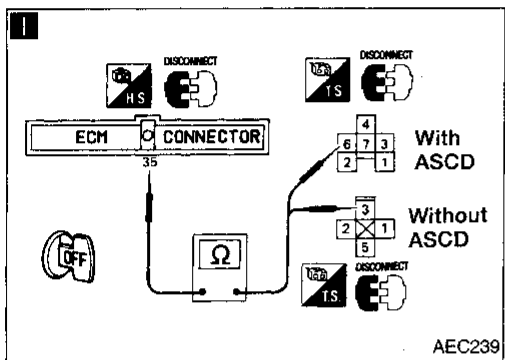 1
DISCONNECT
H.S.
DISCONNECT
T.S.
ECM CONNECTOR
35
4
6 7 3
2 1
With
ASCD
3
2 1
5
Without
ASCD
OFF
Ω
DISCONNECT
T.S.
AEC239